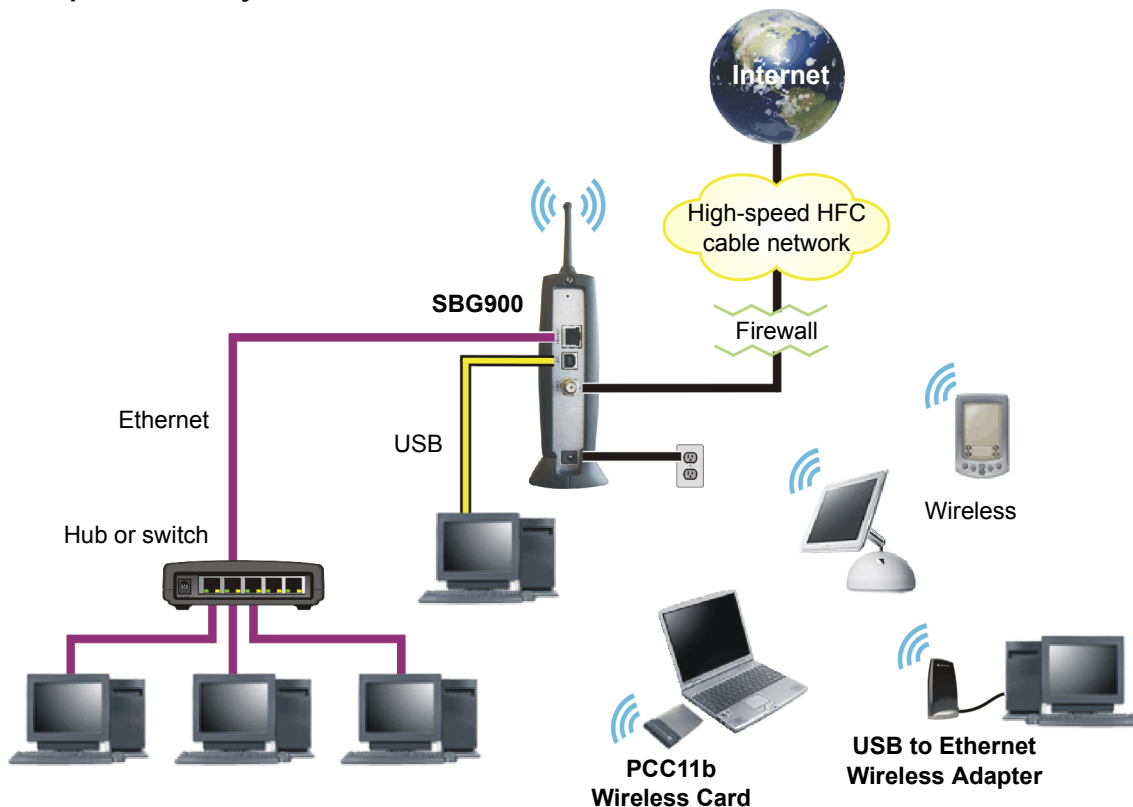 Internet
High-speed HFC
cable network
SBG900
Firewall
Ethernet
USB
Wireless
Hub or switch
USB to Ethernet
Wireless Adapter
PCC11b
Wireless Card